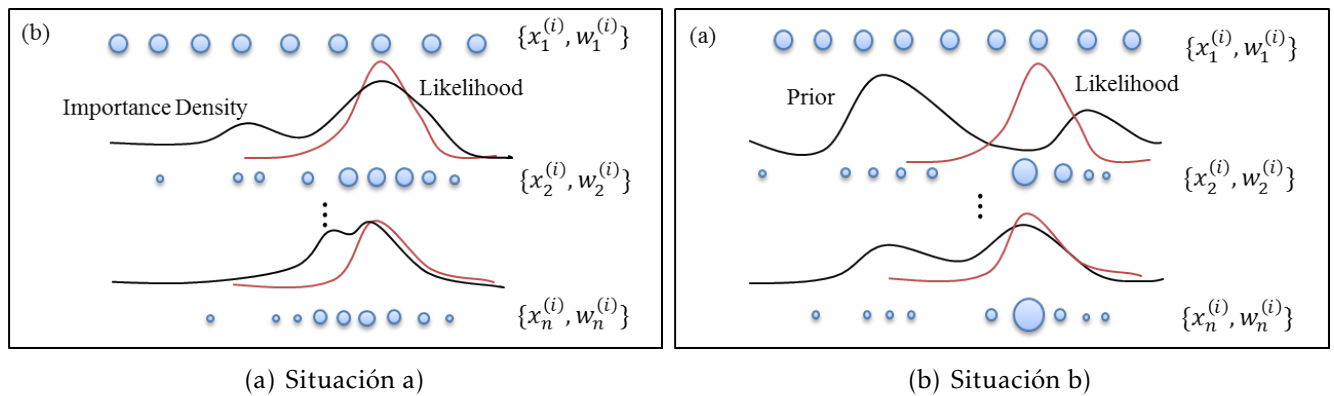 (b)
{x_1^{(i)}, w_1^{(i)}}
Likelihood
Importance Density
{x_2^{(i)}, w_2^{(i)}}
⋮
{x_n^{(i)}, w_n^{(i)}}
(a) Situación a)
(a)
{x_1^{(i)}, w_1^{(i)}}
Prior
Likelihood
{x_2^{(i)}, w_2^{(i)}}
⋮
{x_n^{(i)}, w_n^{(i)}}
(b) Situación b)